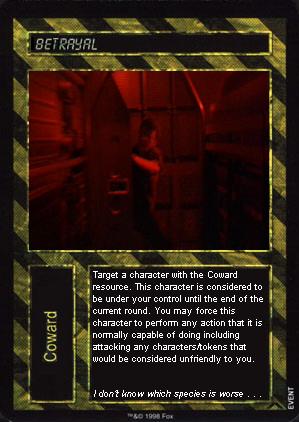 BETRAYAL
Coward
Target a character with the Coward
resource. This character is considered to
be under your control until the end of the
current round. You may force this
character to perform any action that it is
normally capable of doing including
attacking any characters/tokens that
would be considered unfriendly to you.
I don't know which species is worse . . .
EVENT
™&© 1998 Fox